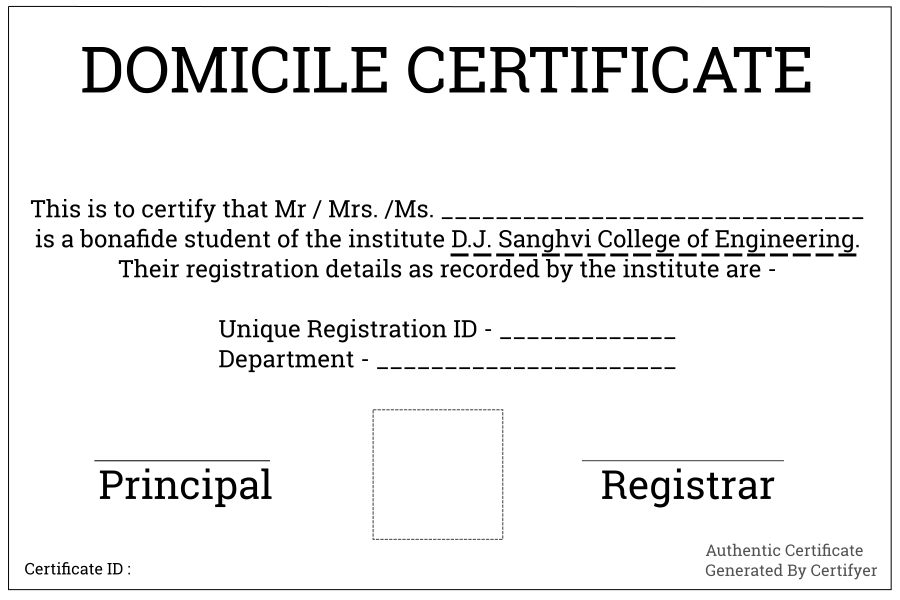 DOMICILE CERTIFICATE
This is to certify that Mr / Mrs. /Ms. _______________________________
is a bonafide student of the institute D.J. Sanghvi College of Engineering.
Their registration details as recorded by the institute are -
Unique Registration ID - _____________
Department - ______________________
Principal
Registrar
Certificate ID :
Authentic Certificate
Generated By Certifyer